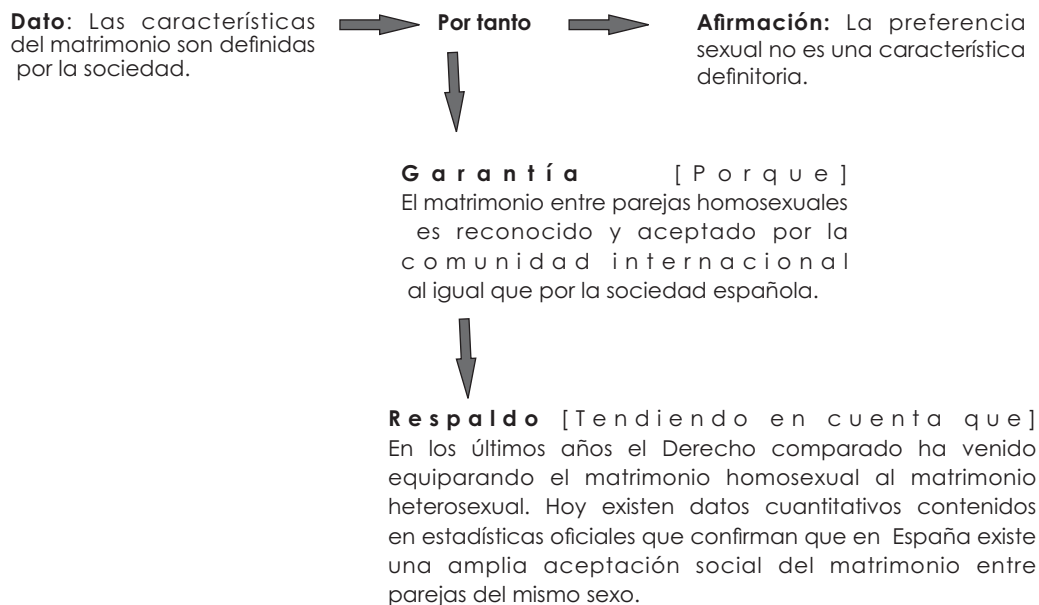 Dato: Las características
del matrimonio son definidas
por la sociedad.
Por tanto
Afirmación: La preferencia
sexual no es una característica
definitoria.
Garantía [Porque]
El matrimonio entre parejas homosexuales
es reconocido y aceptado por la
comunidad internacional
al igual que por la sociedad española.
Respaldo [Tendiendo en cuenta que]
En los últimos años el Derecho comparado ha venido
equiparando el matrimonio homosexual al matrimonio
heterosexual. Hoy existen datos cuantitativos contenidos
en estadísticas oficiales que confirman que en España existe
una amplia aceptación social del matrimonio entre
parejas del mismo sexo.